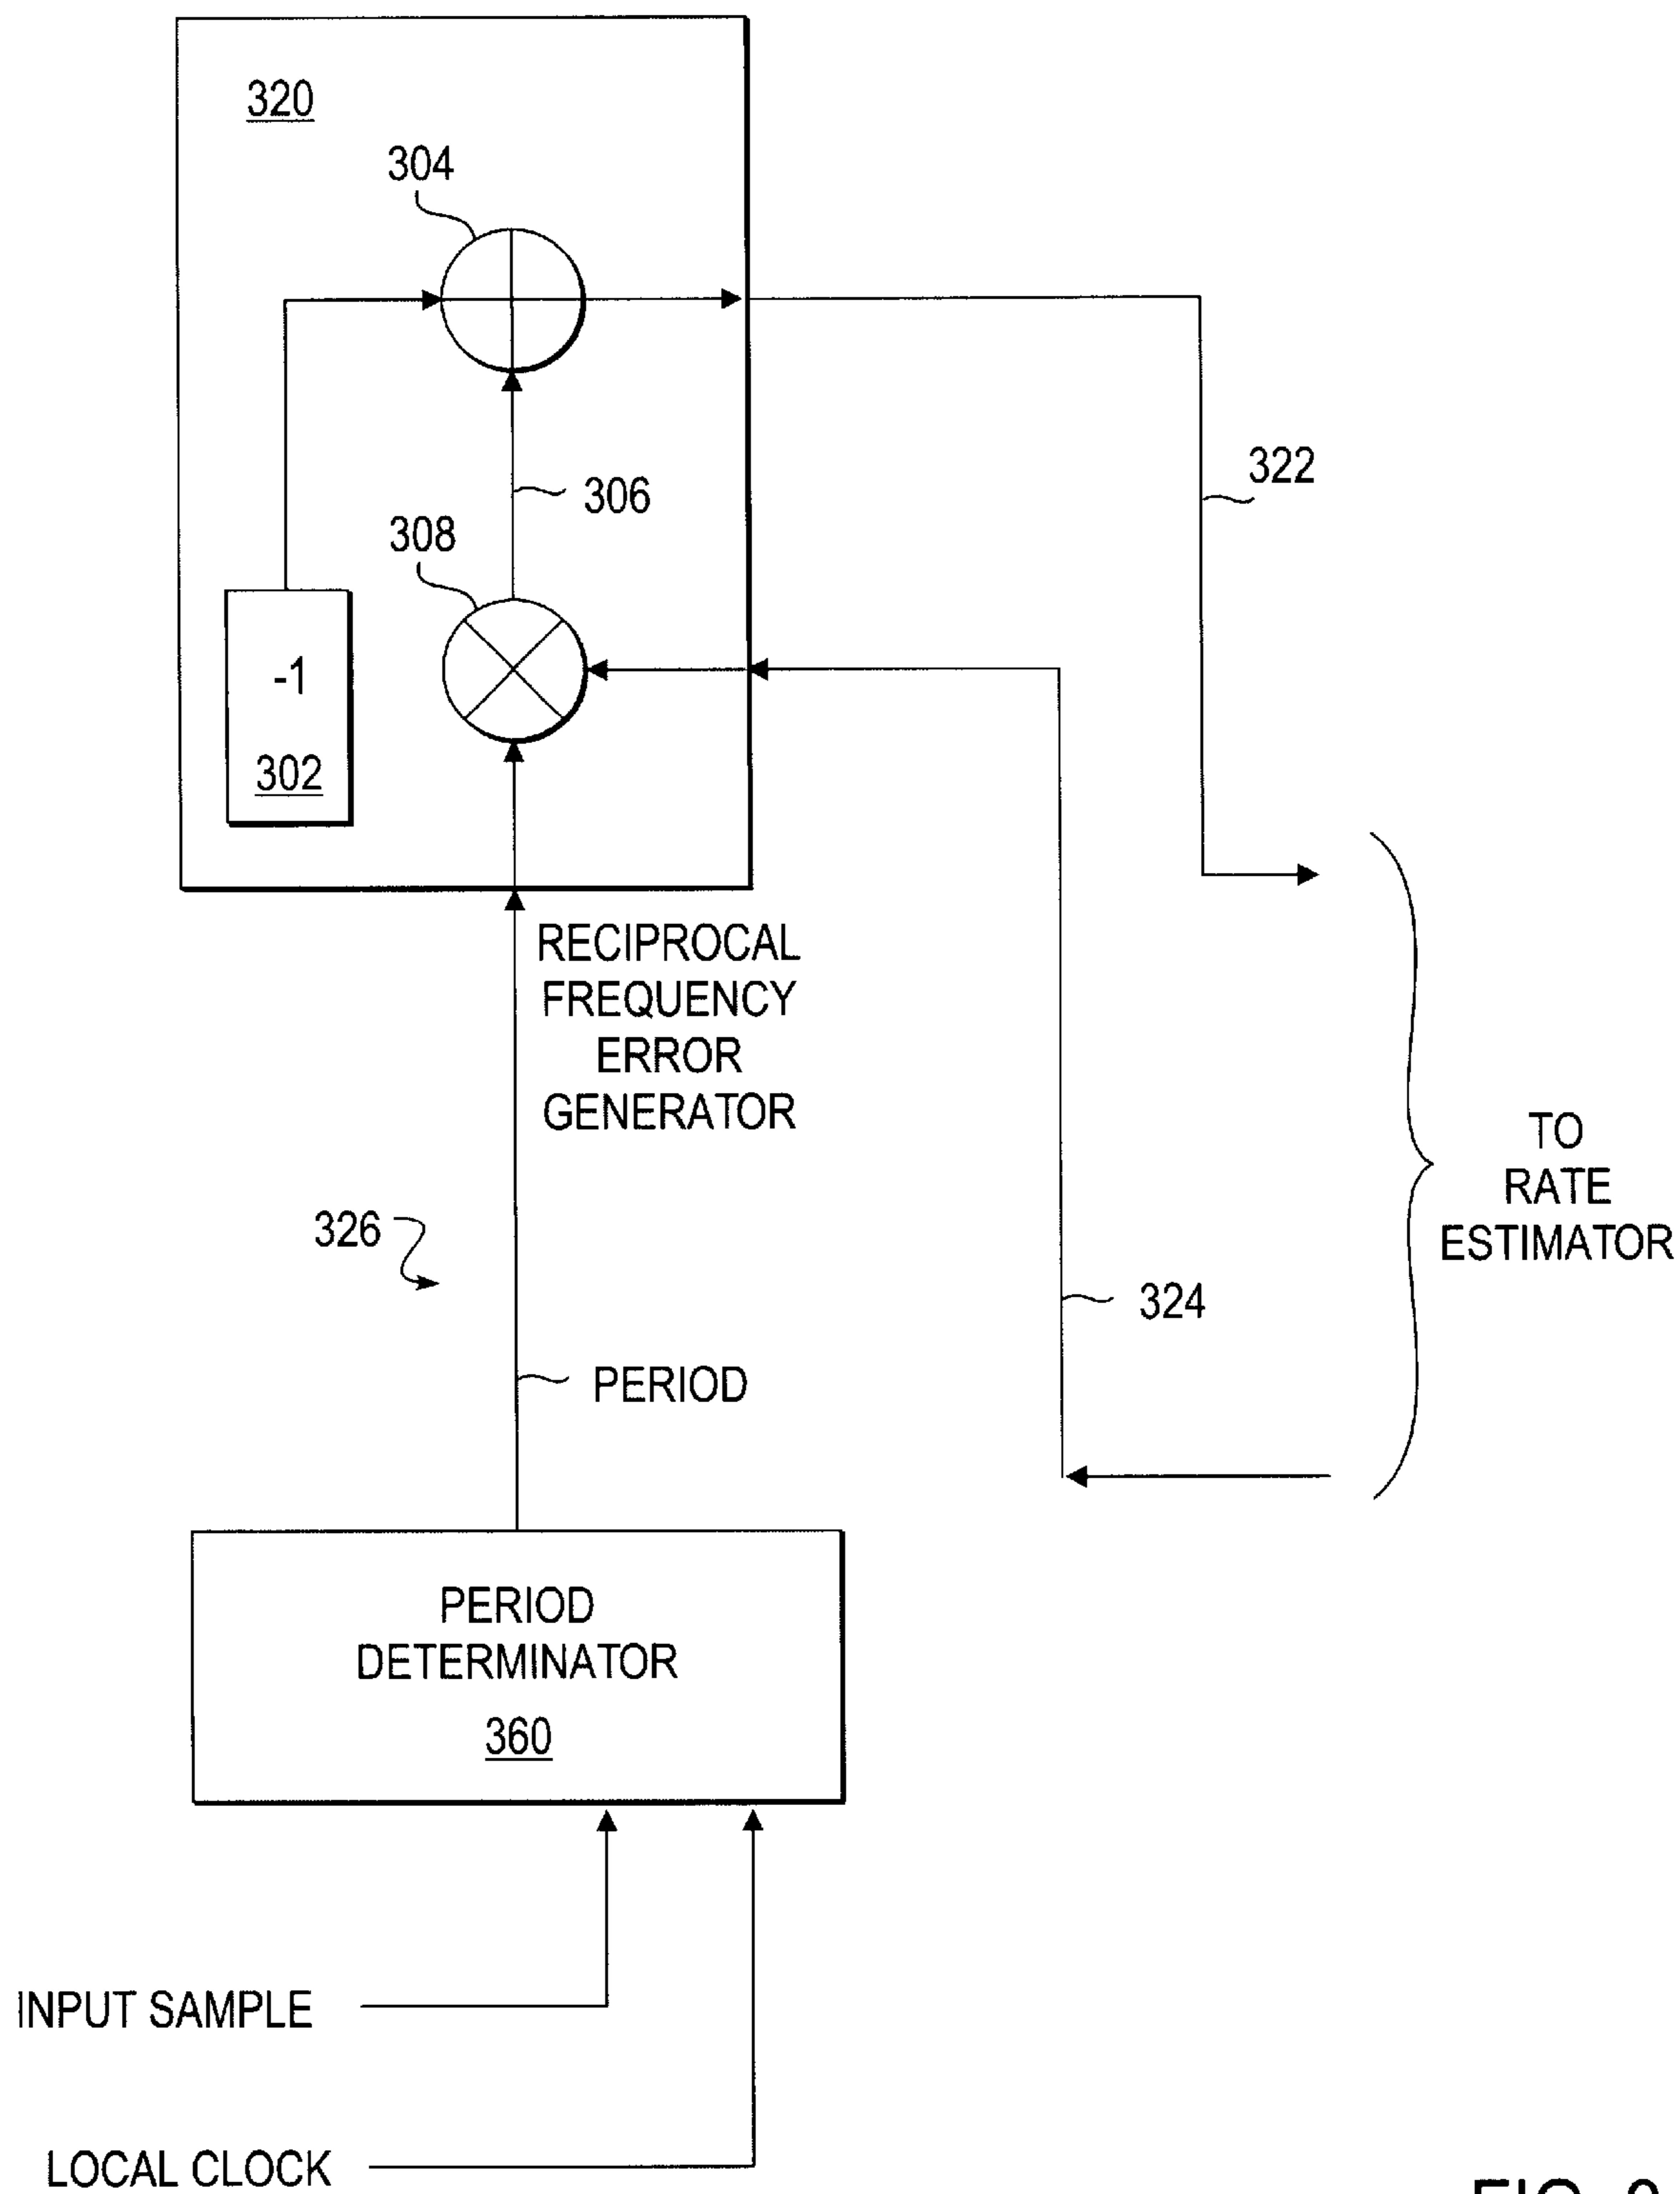 320
304
322
306
308
-1
302
RECIPROCAL
FREQUENCY
ERROR
GENERATOR
TO
RATE
ESTIMATOR
326
324
PERIOD
PERIOD
DETERMINATOR
360
INPUT SAMPLE
LOCAL CLOCK
FIG.